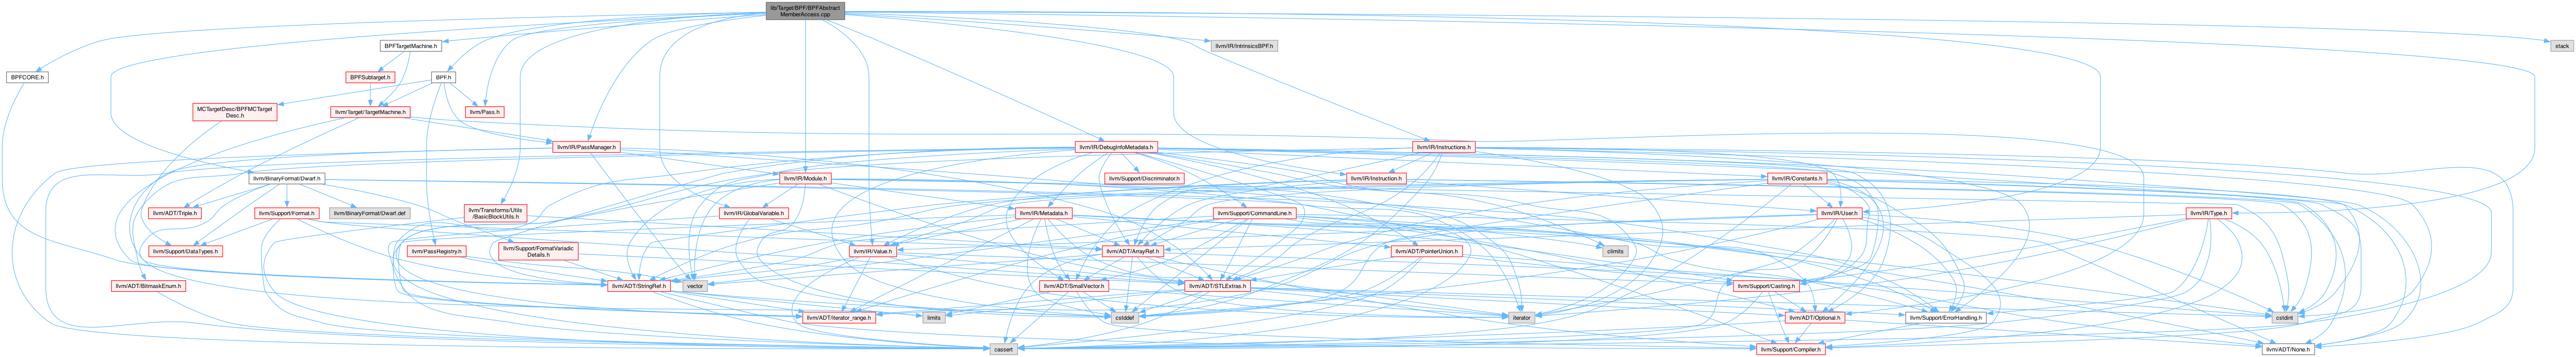 lib/Target/BPF/BPFAbstract
MemberAccess.cpp
BPFTargetMachine.h
llvm/IR/IntrinsicsBPF.h
stack
BPFCORE.h
BPFSubtarget.h
BPF.h
MCTargetDesc/BPFMCTarget
Desc.h
llvm/Target/TargetMachine.h
llvm/Pass.h
llvm/IR/PassManager.h
llvm/IR/DebugInfoMetadata.h
llvm/IR/Instructions.h
llvm/BinaryFormat/Dwarf.h
llvm/IR/Module.h
llvm/Support/Discriminator.h
llvm/IR/Instruction.h
llvm/IR/Constants.h
llvm/ADT/Triple.h
llvm/Support/Format.h
llvm/BinaryFormat/Dwarf.def
llvm/Transforms/Utils
/BasicBlockUtils.h
llvm/IR/GlobalVariable.h
llvm/IR/Metadata.h
llvm/Support/CommandLine.h
llvm/IR/User.h
llvm/IR/Type.h
llvm/Support/DataTypes.h
llvm/PassRegistry.h
llvm/Support/FormatVariadic
Details.h
llvm/IR/Value.h
llvm/ADT/ArrayRef.h
llvm/ADT/PointerUnion.h
climits
llvm/ADT/BitmaskEnum.h
llvm/ADT/StringRef.h
vector
llvm/ADT/SmallVector.h
llvm/ADT/STLExtras.h
llvm/Support/Casting.h
llvm/ADT/iterator_range.h
limits
cstddef
iterator
llvm/ADT/Optional.h
llvm/Support/ErrorHandling.h
cstdint
cassert
llvm/Support/Compiler.h
llvm/ADT/None.h